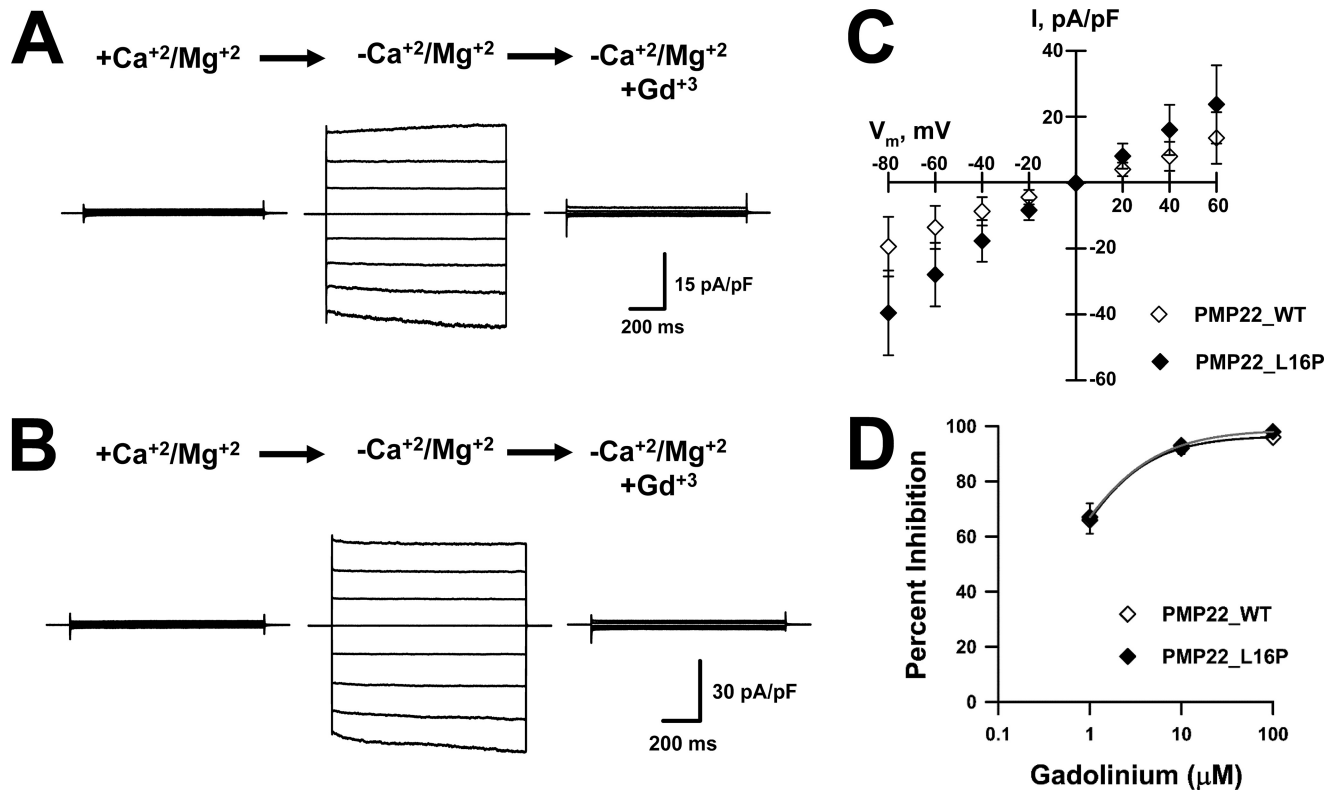 A
+Ca+2/Mg+2 -Ca+2/Mg+2 -Ca+2/Mg+2
+Gd+3
15 pA/pF
200 ms
B
+Ca+2/Mg+2 -Ca+2/Mg+2 -Ca+2/Mg+2
+Gd+3
30 pA/pF
200 ms
C
I, pA/pF
40
20
Vm, mV
-80 -60 -40 -20
20 40 60
-20
-40
-60
PMP22_WT
PMP22_L16P
D
Percent Inhibition
100
80
60
40
20
0
PMP22_WT
PMP22_L16P
0.1 1 10 100
Gadolinium (μM)